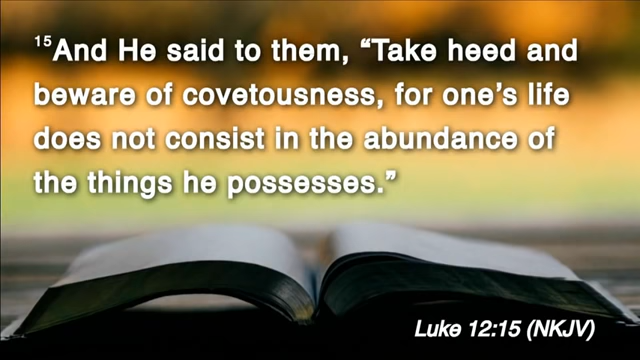 ¹⁵And He said to them, “Take heed and
beware of covetousness, for one’s life
does not consist in the abundance of
the things he possesses.”
Luke 12:15 (NKJV)